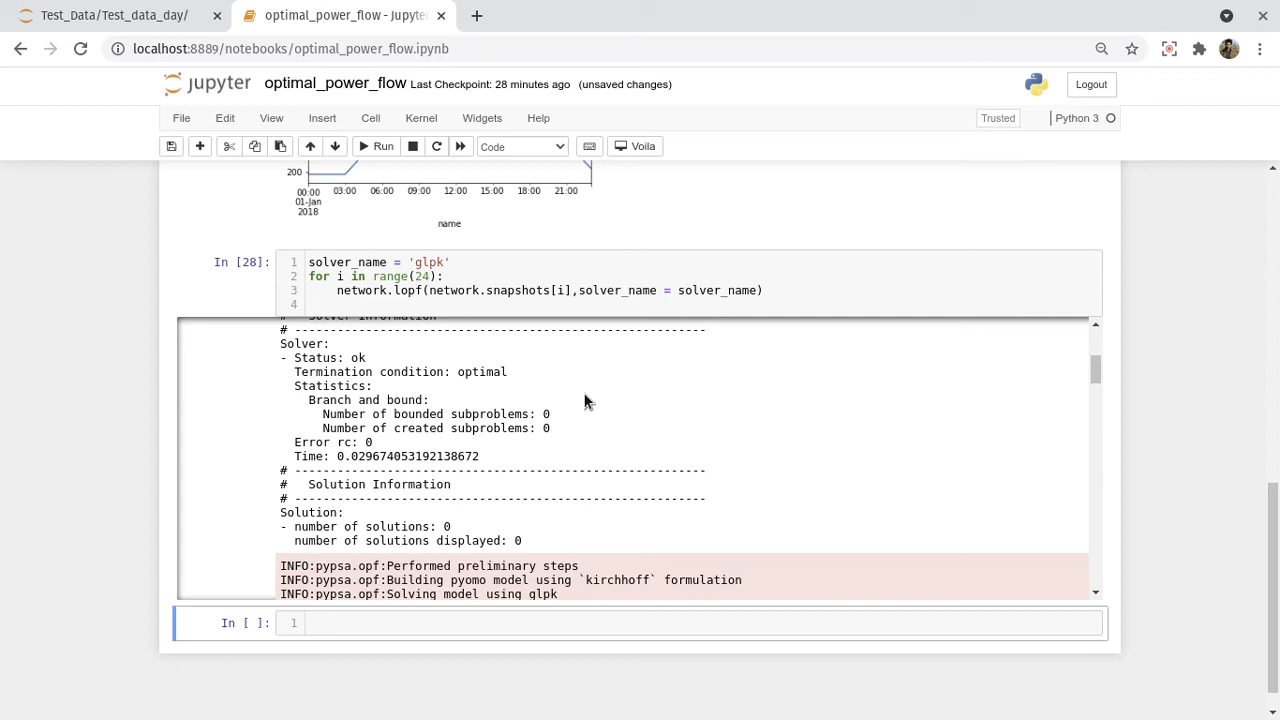 Test_Data/Test_data_day/
optimal_power_flow - Jupyte
localhost:8889/notebooks/optimal_power_flow.ipynb
jupyter optimal_power_flow Last Checkpoint: 28 minutes ago (unsaved changes)
Logout
File Edit View Insert Cell Kernel Widgets Help
Trusted Python 3
Run Code Voila
200
00:00 03:00 06:00 09:00 12:00 15:00 18:00 21:00
01-Jan
2018
name
In [28]:
1 solver_name = 'glpk'
2 for i in range(24):
3 network.lopf(network.snapshots[i],solver_name = solver_name)
4
# Solver Information
# ----------------------------------------------------------
Solver:
- Status: ok
Termination condition: optimal
Statistics:
Branch and bound:
Number of bounded subproblems: 0
Number of created subproblems: 0
Error rc: 0
Time: 0.029674053192138672
# ----------------------------------------------------------
# Solution Information
# ----------------------------------------------------------
Solution:
- number of solutions: 0
number of solutions displayed: 0
INFO:pypsa.opf:Performed preliminary steps
INFO:pypsa.opf:Building pyomo model using `kirchhoff` formulation
INFO:pypsa.opf:Solving model using glpk
In [ ]: 1